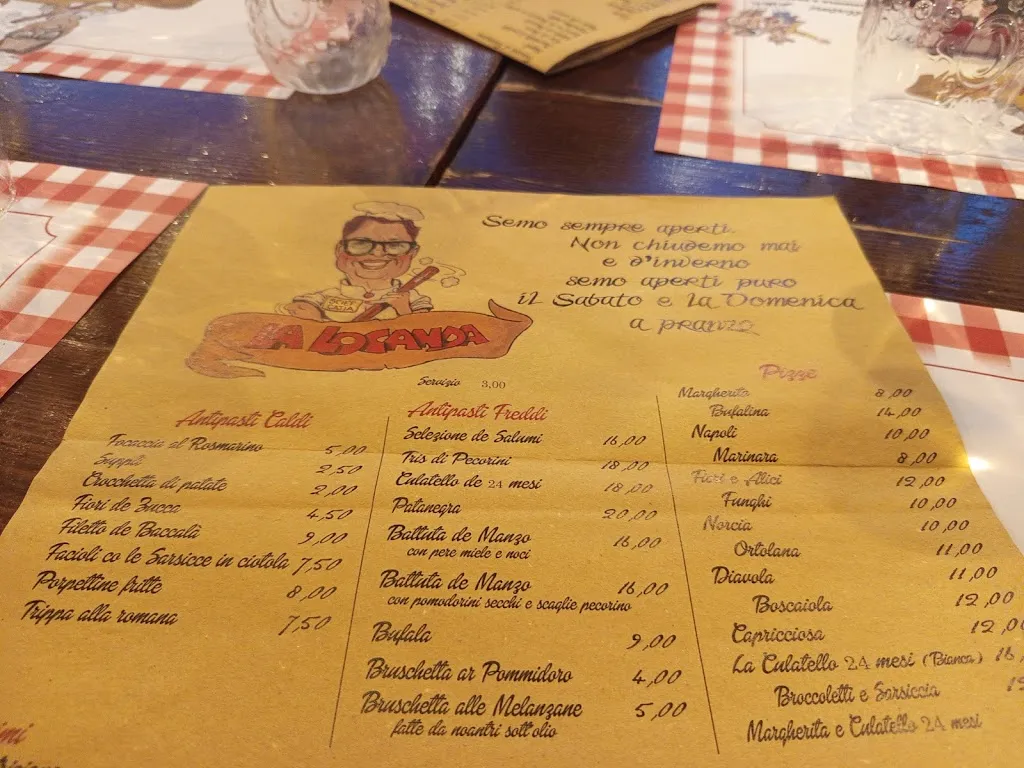 LA LOCANDA
Semo sempre aperti.
Non chiudemo mai
e d'inverno
semo aperti puro
il Sabato e la Domenica
a pranzo
Servizio 3,00
Antipasti Caldi
Focaccia al Rosmarino 5,00
Supplì 2,50
Crocchetta di patate 2,00
Fiori de Zucca 4,50
Filetto de Baccalà 9,00
Facioli co le Sarsicce in ciotola 7,50
Porpettine fritte 8,00
Trippa alla romana 7,50
Antipasti Freddi
Selezione de Salumi 16,00
Tris di Pecorini 18,00
Culatello de 24 mesi 18,00
Patanegra 20,00
Battuta de Manzo 16,00
con pere miele e noci
Battuta de Manzo 16,00
con pomodorini secchi e scaglie pecorino
Bufala 9,00
Bruschetta ar Pommidoro 4,00
Bruschetta alle Melanzane 5,00
fatte da noantri sott'olio
Pizze
Margherita 8,00
Bufalina 14,00
Napoli 10,00
Marinara 8,00
Fiori e Alici 12,00
Funghi 10,00
Norcia 10,00
Ortolana 11,00
Diavola 11,00
Boscaiola 12,00
Capricciosa 12,0
La Culatello 24 mesi (Bianca) 16,
Broccoletti e Sarsiccia
Margherita e Culatello 24 mesi